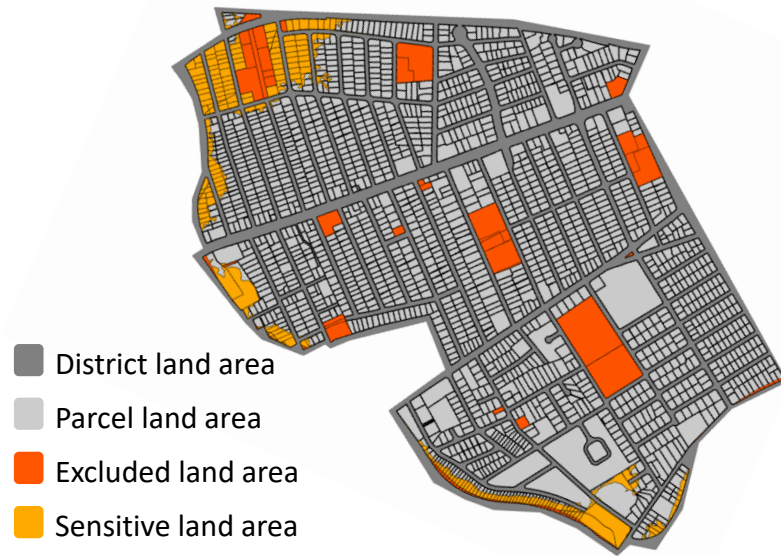 District land area
Parcel land area
Excluded land area
Sensitive land area